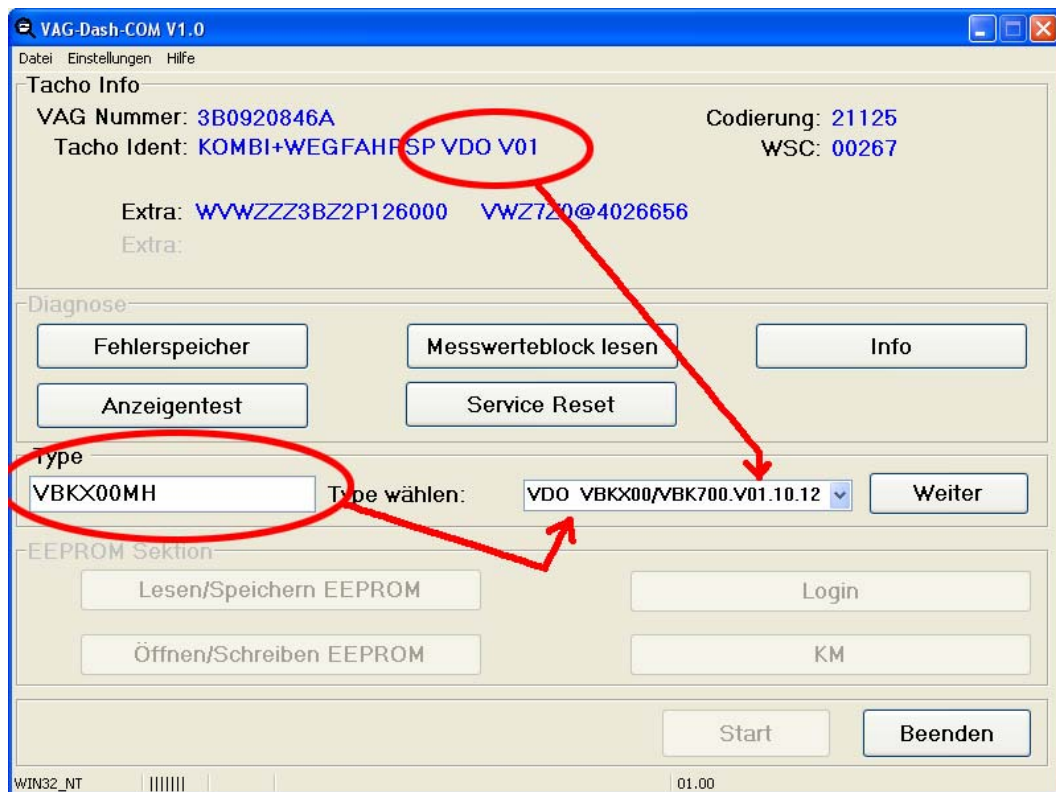 VAG-Dash-COM V1.0
Datei Einstellungen Hilfe
Tacho Info
VAG Nummer: 3B0920846A Codierung: 21125
Tacho Ident: KOMBI+WEGFAHRSP VDO V01 WSC: 00267
Extra: WVWZZZ3BZ2P126000 VWZ7Z0@4026656
Extra:
Diagnose
Fehlerspeicher Messwerteblock lesen Info
Anzeigentest Service Reset
Type
VBKX00MH Type wählen: VDO VBKX00/VBK700.V01.10.12 Weiter
EEPROM Sektion
Lesen/Speichern EEPROM Login
Öffnen/Schreiben EEPROM KM
Start Beenden
WIN32_NT 01.00